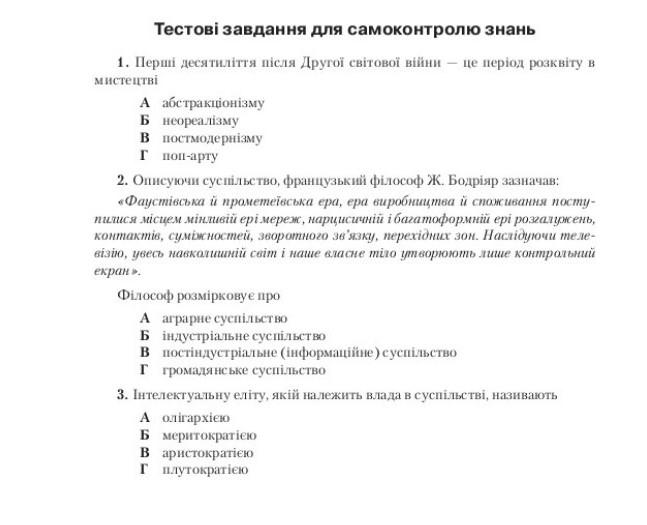 Тестові завдання для самоконтролю знань
1. Перші десятиліття після Другої світової війни — це період розквіту в
мистецтві
А абстракціонізму
Б неореалізму
В постмодернізму
Г поп-арту
2. Описуючи суспільство, французький філософ Ж. Бодріяр зазначав:
«Фаустівська й прометеївська ера, ера виробництва й споживання посту-
пилися місцем мінливій ері мереж, нарцисичній і багатоформній ері розгалужень,
контактів, суміжностей, зворотного зв’язку, перехідних зон. Наслідуючи теле-
візію, увесь навколишній світ і наше власне тіло утворюють лише контрольний
екран».
Філософ розмірковує про
А аграрне суспільство
Б індустріальне суспільство
В постіндустріальне (інформаційне) суспільство
Г громадянське суспільство
3. Інтелектуальну еліту, якій належить влада в суспільстві, називають
А олігархією
Б меритократією
В аристократією
Г плутократією